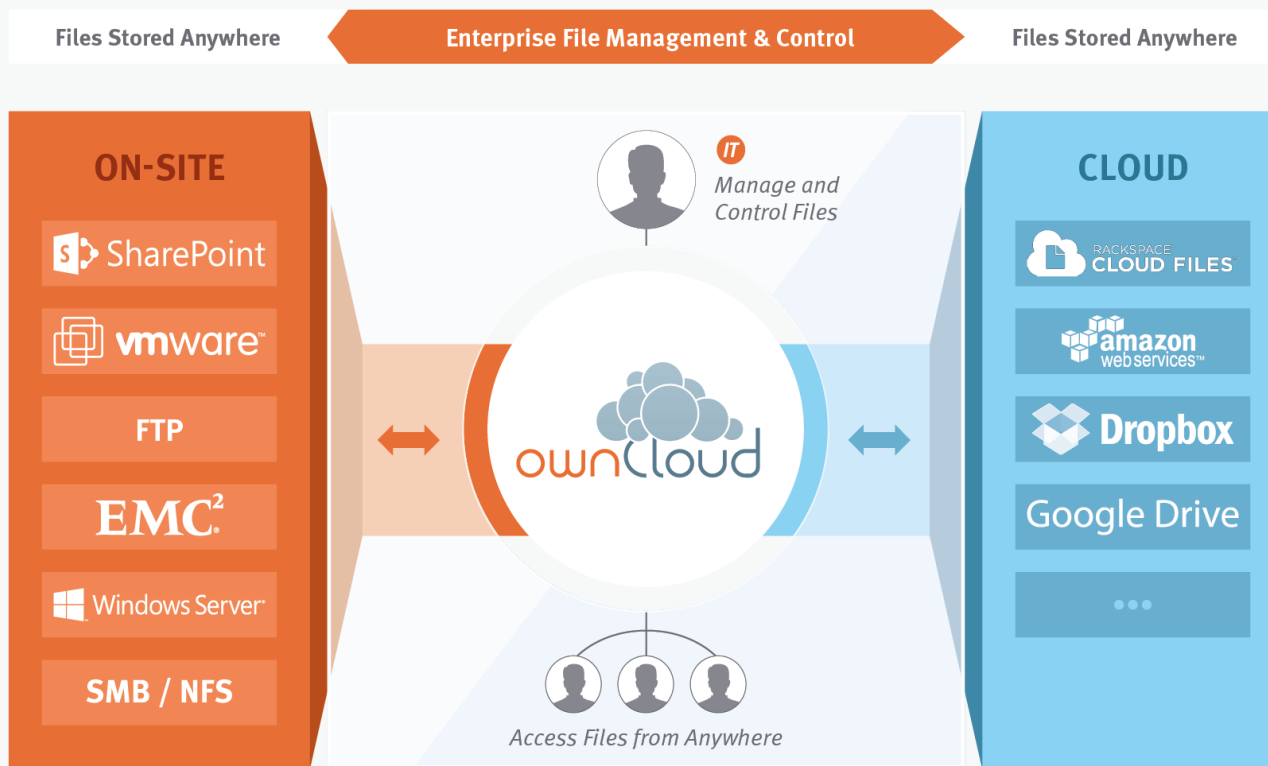 Files Stored Anywhere
Enterprise File Management & Control
Files Stored Anywhere
ON-SITE
SharePoint
vmware™
FTP
EMC²
Windows Server
SMB / NFS
IT
Manage and
Control Files
ownCloud
Access Files from Anywhere
CLOUD
RACKSPACE
CLOUD FILES
amazon
web services™
Dropbox
Google Drive
...